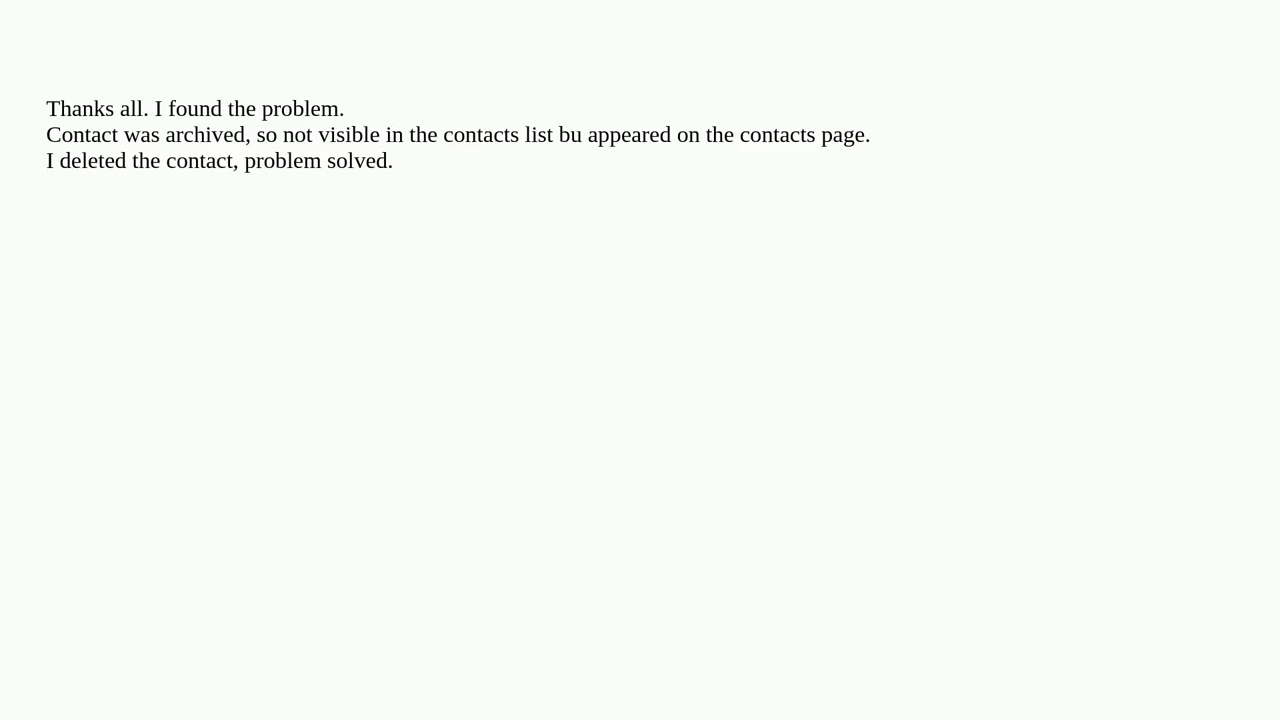 Thanks all. I found the problem.
Contact was archived, so not visible in the contacts list bu appeared on the contacts page.
I deleted the contact, problem solved.